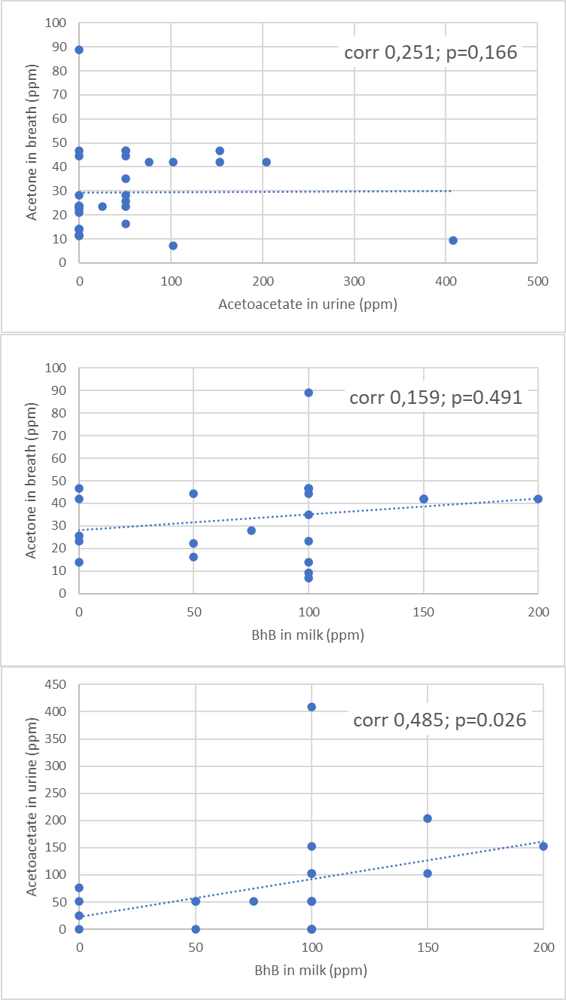 100
90
80
70
60
50
40
30
20
10
0
Acetone in breath (ppm)
corr 0,251; p=0,166
0 100 200 300 400 500
Acetoacetate in urine (ppm)
100
90
80
70
60
50
40
30
20
10
0
Acetone in breath (ppm)
corr 0,159; p=0.491
0 50 100 150 200
BhB in milk (ppm)
450
400
350
300
250
200
150
100
50
0
Acetoacetate in urine (ppm)
corr 0,485; p=0.026
0 50 100 150 200
BhB in milk (ppm)